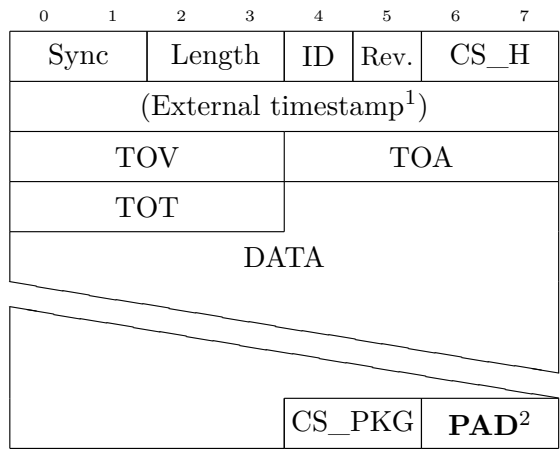 0 1 2 3 4 5 6 7
Sync Length ID Rev. CS_H
(External timestamp¹)
TOV TOA
TOT
DATA
CS_PKG PAD²